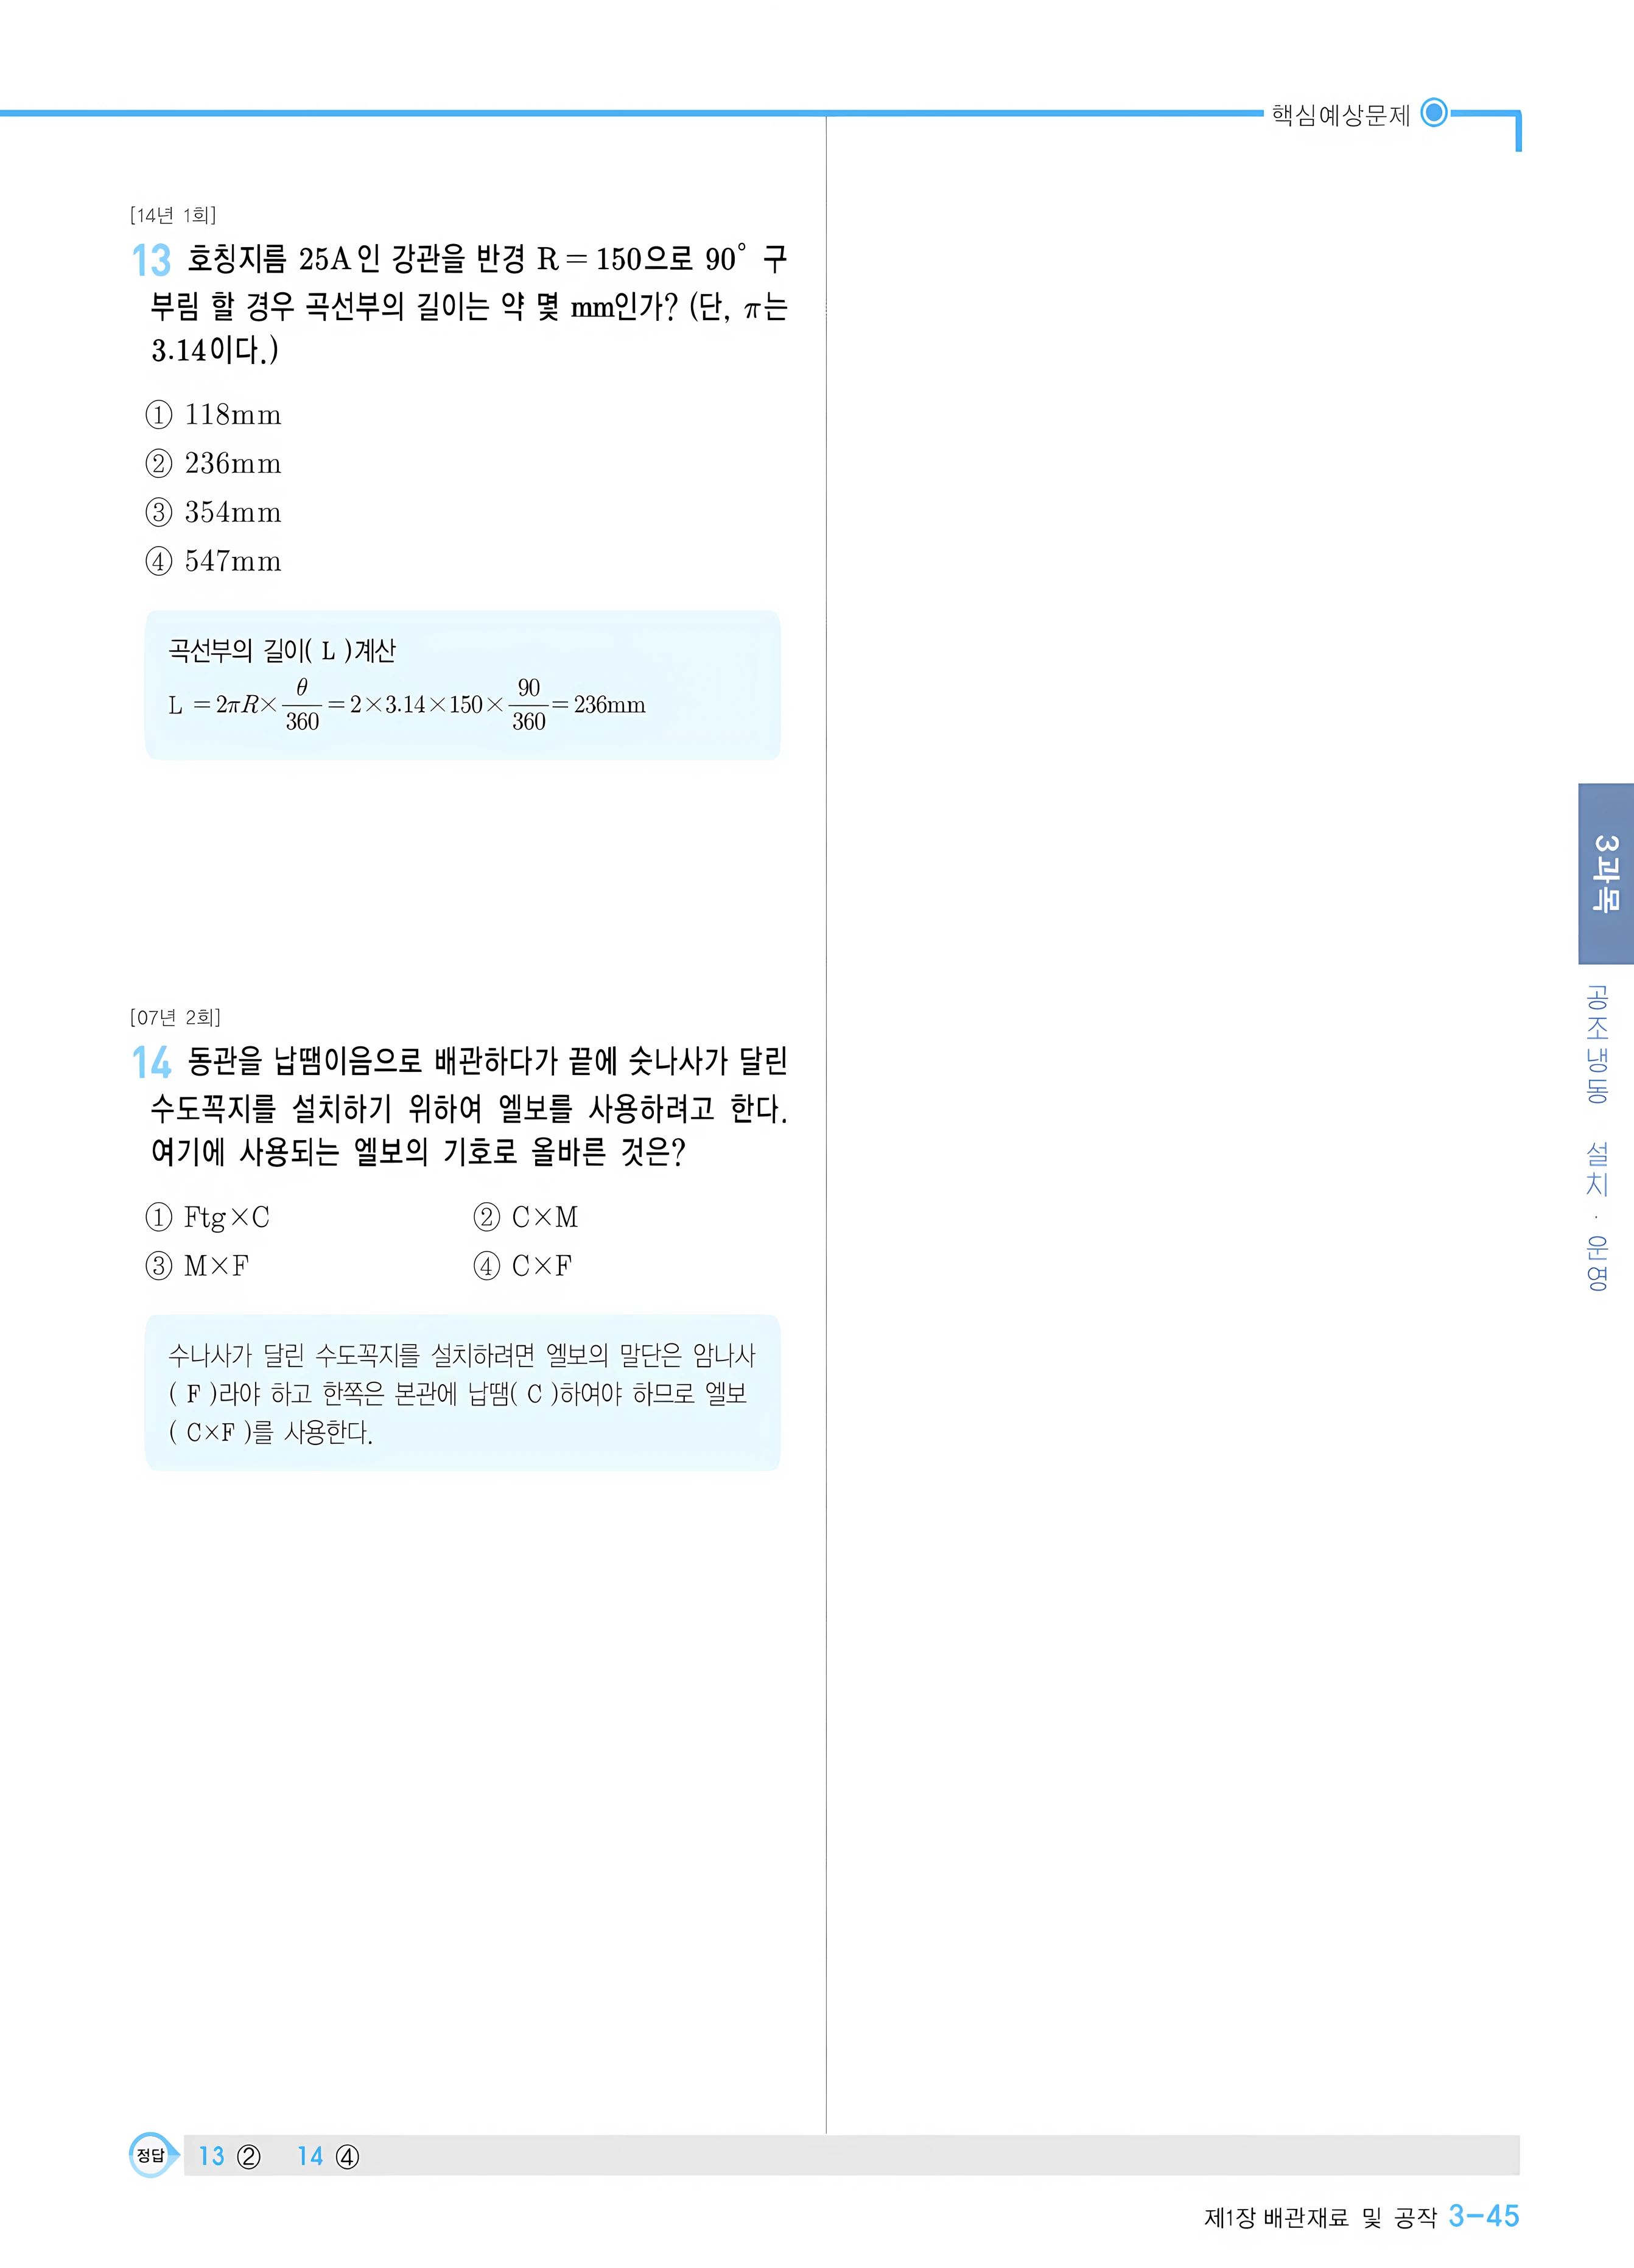 핵심예상문제
[14년 1회]
13 호칭지름 25A인 강관을 반경 R=150으로 90° 구
부림 할 경우 곡선부의 길이는 약 몇 mm인가? (단, π는
3.14이다.)
① 118mm
② 236mm
③ 354mm
④ 547mm
곡선부의 길이( L )계산
L = 2πR× θ/360 = 2×3.14×150× 90/360 = 236mm
[07년 2회]
14 동관을 납땜이음으로 배관하다가 끝에 숫나사가 달린
수도꼭지를 설치하기 위하여 엘보를 사용하려고 한다.
여기에 사용되는 엘보의 기호로 올바른 것은?
① Ftg×C ② C×M
③ M×F ④ C×F
수나사가 달린 수도꼭지를 설치하려면 엘보의 말단은 암나사
( F )라야 하고 한쪽은 본관에 납땜( C )하여야 하므로 엘보
( C×F )를 사용한다.
3과목
공조냉동 설치 · 운영
정답 13 ② 14 ④
제1장 배관재료 및 공작 3-45